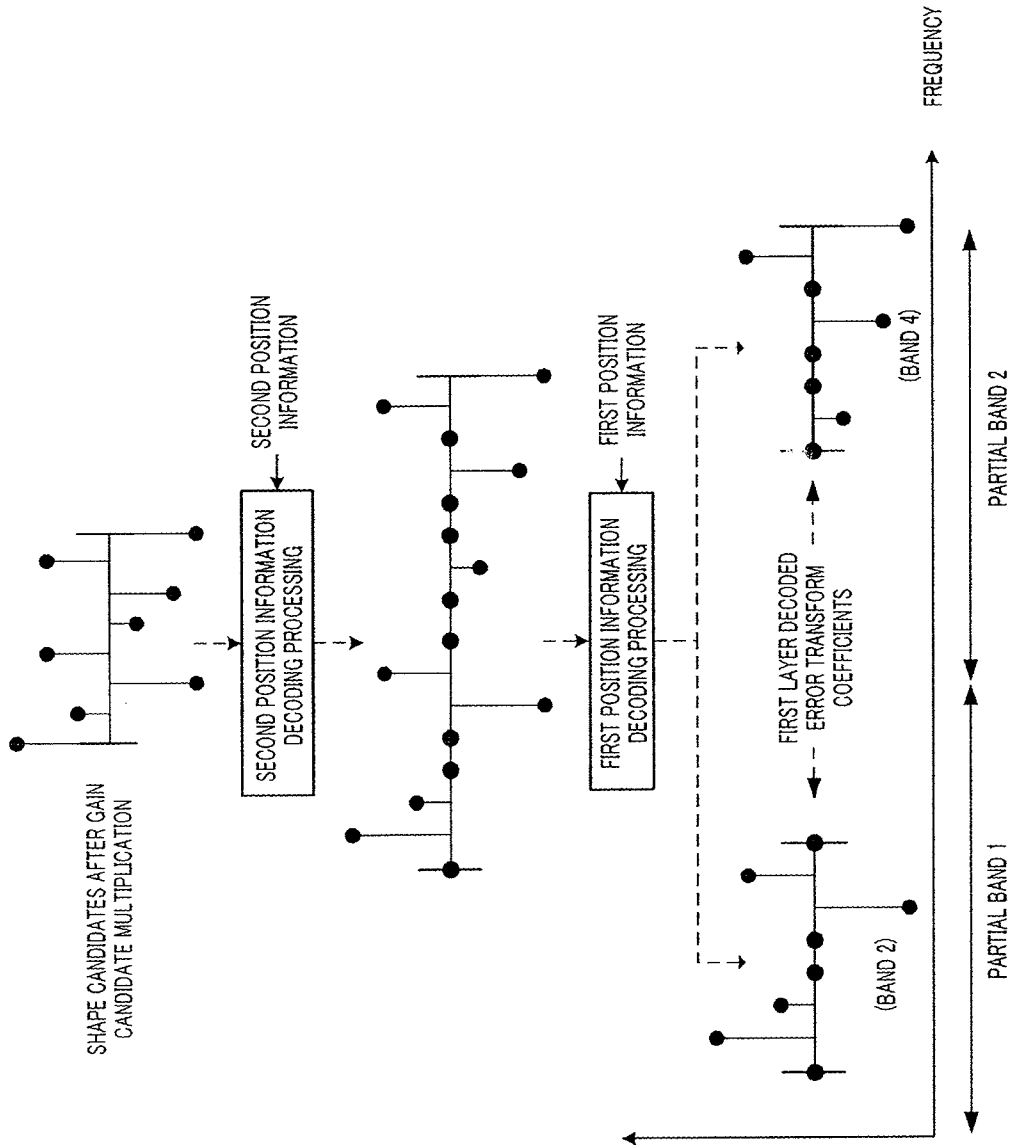 SHAPE CANDIDATES AFTER GAIN
CANDIDATE MULTIPLICATION
SECOND POSITION
INFORMATION
SECOND POSITION INFORMATION
DECODING PROCESSING
FIRST POSITION
INFORMATION
FIRST POSITION INFORMATION
DECODING PROCESSING
FIRST LAYER DECODED
ERROR TRANSFORM
COEFFICIENTS
(BAND 2)
(BAND 4)
FREQUENCY
PARTIAL BAND 1
PARTIAL BAND 2